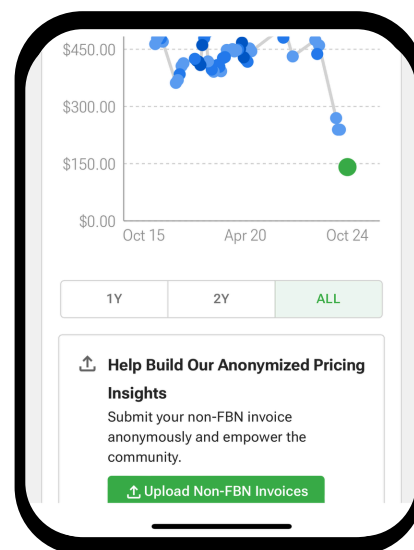 $450.00
$300.00
$150.00
$0.00
Oct 15 Apr 20 Oct 24
1Y 2Y ALL
Help Build Our Anonymized Pricing
Insights
Submit your non-FBN invoice
anonymously and empower the
community.
Upload Non-FBN Invoices